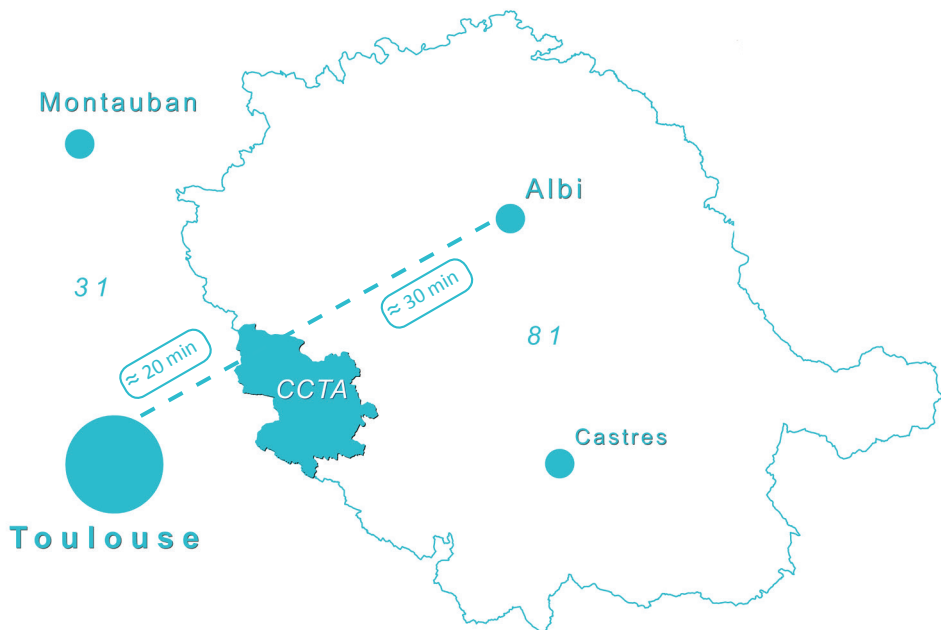 Montauban
Albi
31
≈ 30 min
81
≈ 20 min
CCTA
Castres
Toulouse